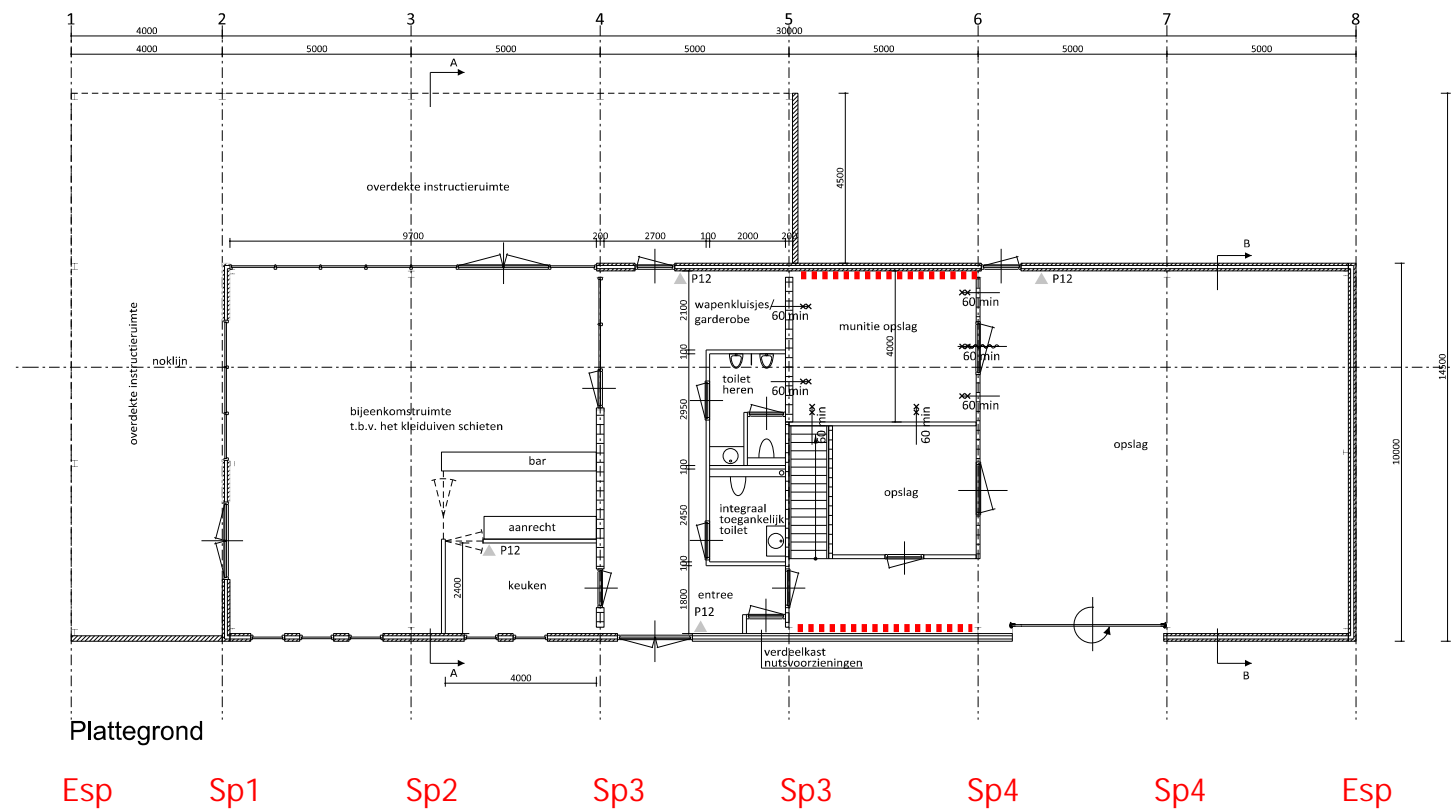 1 2 3 4 5 6 7 8
4000 30000
4000 5000 5000 5000 5000 5000 5000
A
overdekte instructieruimte
4500
9700 200 2700 100 2000 200
B
P12 P12
wapenkluisjes/
garderobe
60 min
60 min
munitie opslag
2100
4000
60 min
noklijn
overdekte instructieruimte
100
toilet
heren
60 min
60 min
14500
bijeenkomstruimte
t.b.v. het kleiduiven schieten
2950
60 min
60 min
opslag
10000
bar
100
opslag
aanrecht
P12
2450
integraal
toegankelijk
toilet
keuken
2400
100
entree
1800
P12
verdeelkast
nutsvoorzieningen
A
B
4000
Plattegrond
Esp Sp1 Sp2 Sp3 Sp3 Sp4 Sp4 Esp